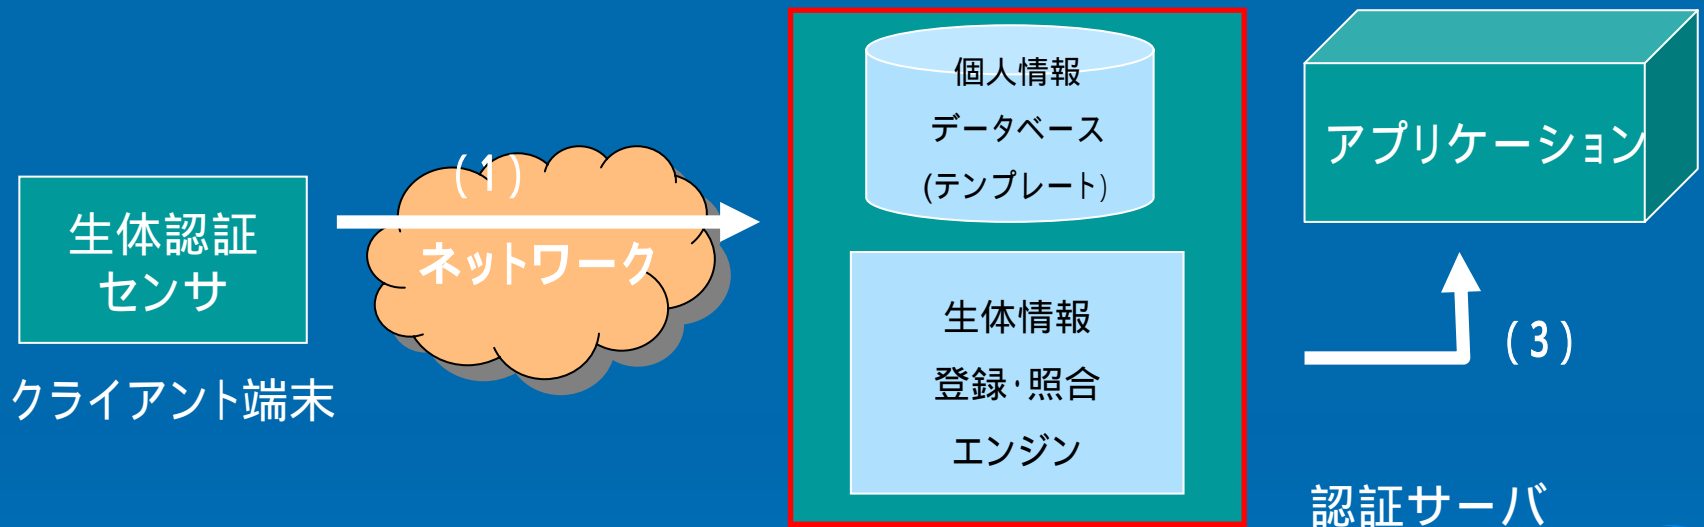 生体認証
センサ
クライアント端末
(1)
ネットワーク
個人情報
データベース
(テンプレート)
生体情報
登録・照合
エンジン
アプリケーション
(3)
認証サーバ